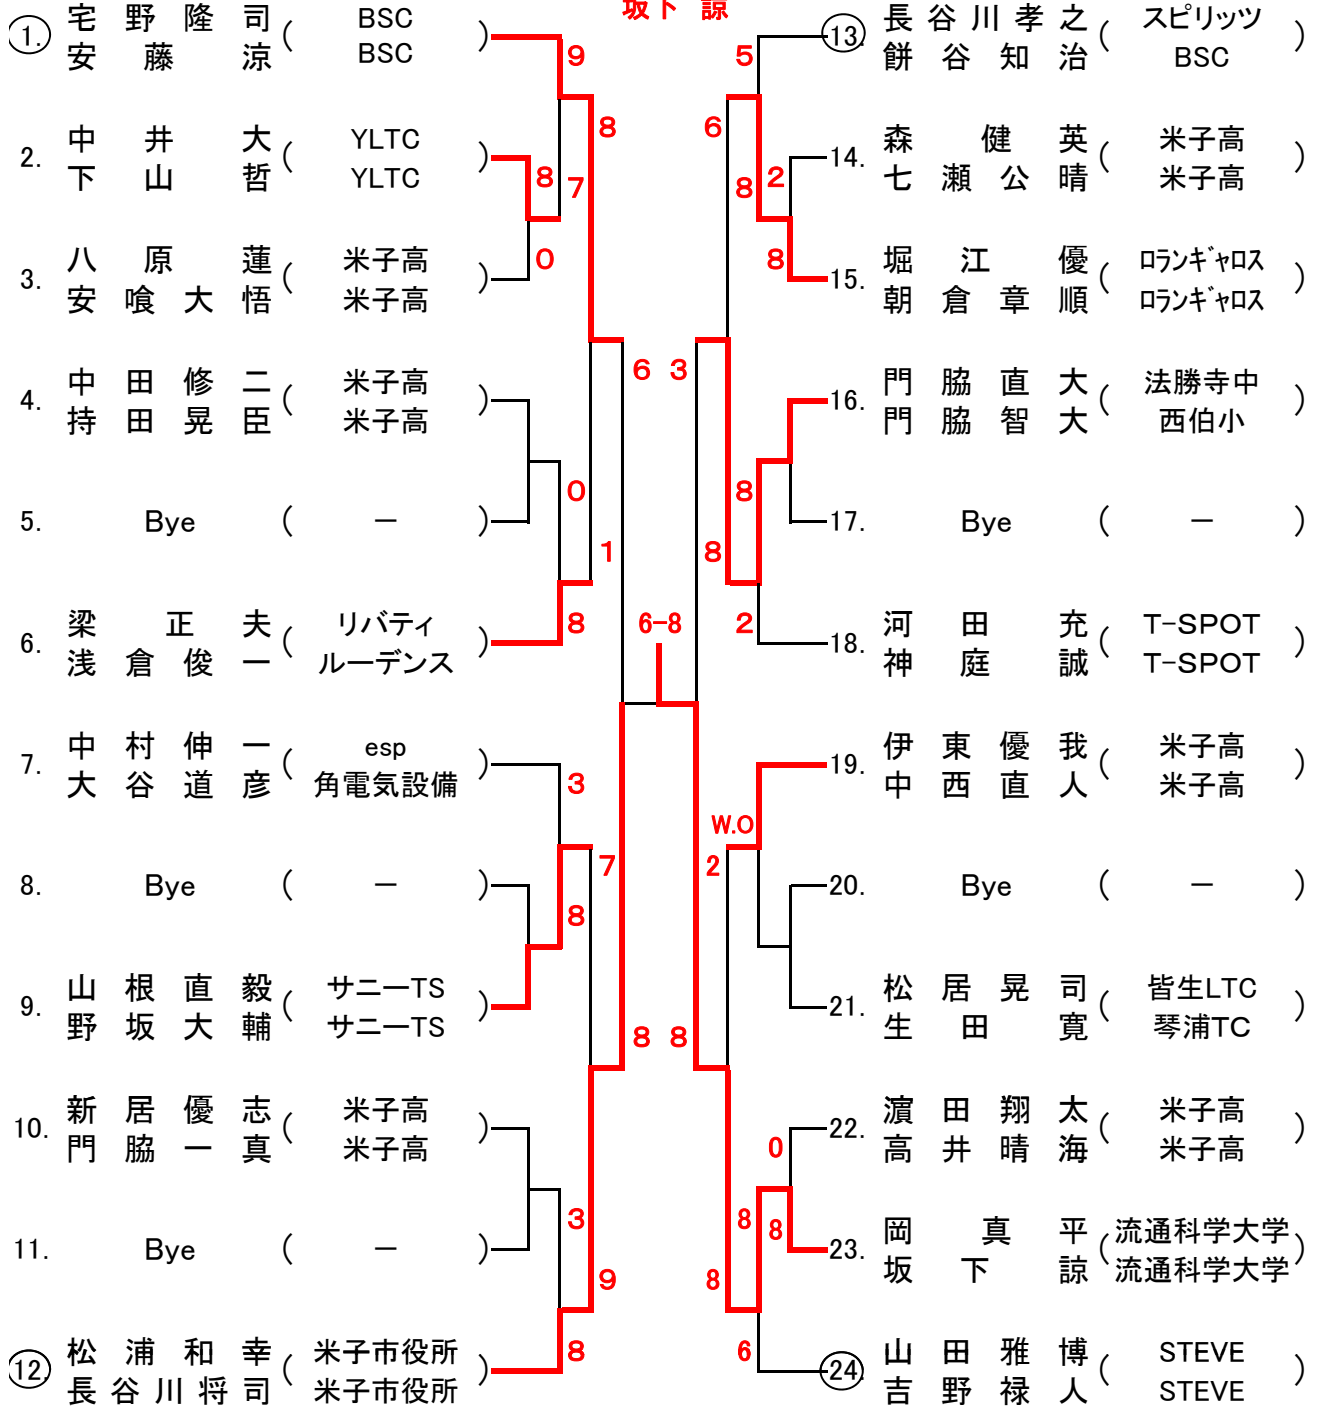 坂下 諒
1. 宅野隆司 ( BSC )
安藤涼 BSC
2. 中井大 ( YLTC )
下山哲 YLTC
3. 八原蓮 ( 米子高 )
安喰大悟 米子高
4. 中田修二 ( 米子高 )
持田晃臣 米子高
5. Bye ( － )
6. 梁正夫 ( リバティ )
浅倉俊一 ルーデンス
7. 中村伸一 ( esp )
大谷道彦 角電気設備
8. Bye ( － )
9. 山根直毅 ( サニーTS )
野坂大輔 サニーTS
10. 新居優志 ( 米子高 )
門脇一真 米子高
11. Bye ( － )
12. 松浦和幸 ( 米子市役所 )
長谷川将司 米子市役所
9
8
8
7
0
6
0
1
8
3
7
8
8
3
9
8
6-8
5
6
8
2
8
3
8
8
2
W.O
2
8
0
8
8
8
6
13. 長谷川孝之 ( スピリッツ )
餅谷知治 BSC
14. 森健英 ( 米子高 )
七瀬公晴 米子高
15. 堀江優 ( ﾛﾗﾝｷﾞｬﾛｽ )
朝倉章順 ﾛﾗﾝｷﾞｬﾛｽ
16. 門脇直大 ( 法勝寺中 )
門脇智大 西伯小
17. Bye ( － )
18. 河田充 ( T-SPOT )
神庭誠 T-SPOT
19. 伊東優我 ( 米子高 )
中西直人 米子高
20. Bye ( － )
21. 松居晃司 ( 皆生LTC )
生田寛 琴浦TC
22. 濵田翔太 ( 米子高 )
高井晴海 米子高
23. 岡真平 ( 流通科学大学 )
坂下諒 流通科学大学
24. 山田雅博 ( STEVE )
吉野禄人 STEVE